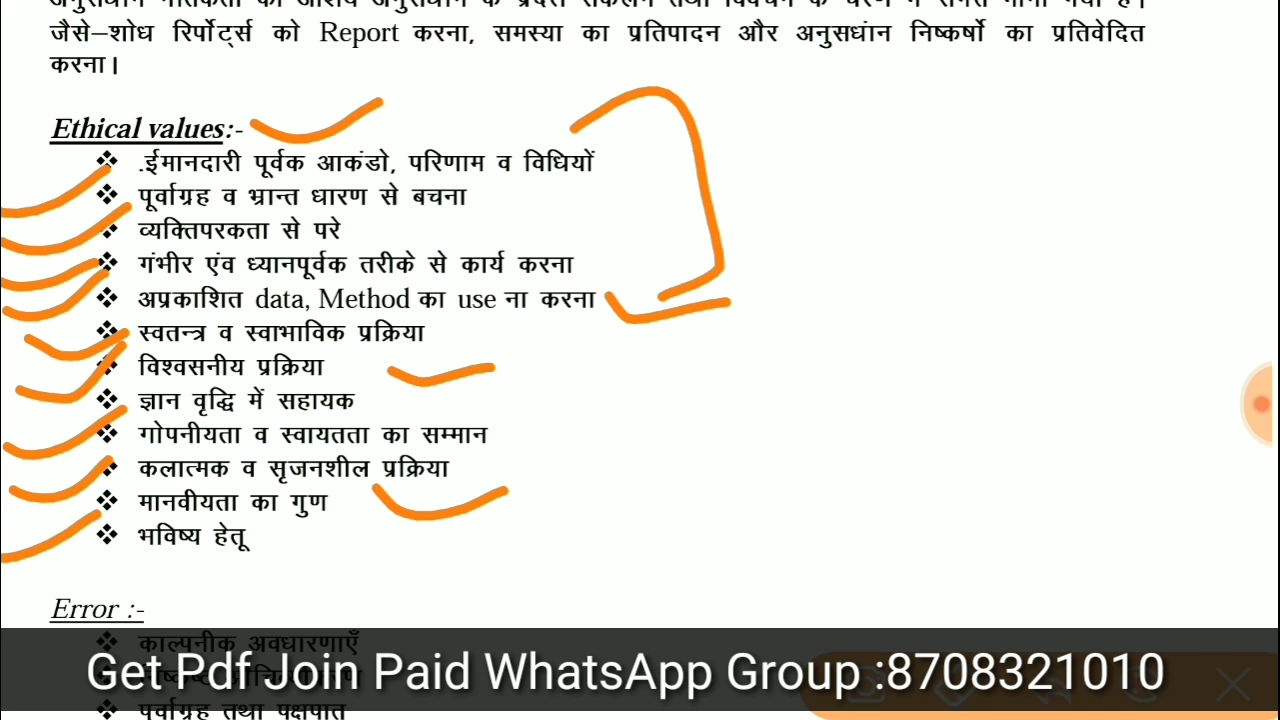 जैसे–शोध रिर्पोट्र्स को Report करना, समस्या का प्रतिपादन और अनुसधांन निष्कर्षो का प्रतिवेदित
करना।
Ethical values:-
.ईमानदारी पूर्वक आकंडो, परिणाम व विधियों
पूर्वाग्रह व भ्रान्त धारण से बचना
व्यक्तिपरकता से परे
गंभीर एंव ध्यानपूर्वक तरीके से कार्य करना
अप्रकाशित data, Method का use ना करना
स्वतन्त्र व स्वाभाविक प्रक्रिया
विश्वसनीय प्रक्रिया
ज्ञान वृद्धि में सहायक
गोपनीयता व स्वायतता का सम्मान
कलात्मक व सृजनशील प्रक्रिया
मानवीयता का गुण
भविष्य हेतू
Error :-
काल्पनीक अवधारणाएँ
Get Pdf Join Paid WhatsApp Group :8708321010
पूर्वाग्रह तथा पक्षपात